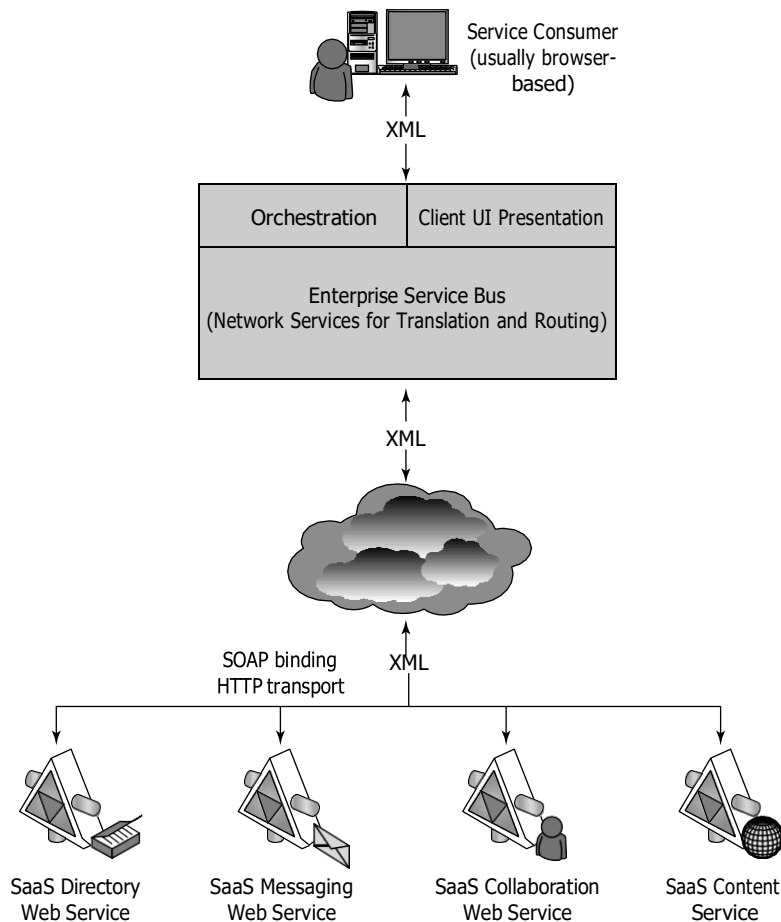 Service Consumer
(usually browser-
based)
XML
Orchestration
Client UI Presentation
Enterprise Service Bus
(Network Services for Translation and Routing)
XML
SOAP binding
HTTP transport
XML
SaaS Directory
Web Service
SaaS Messaging
Web Service
SaaS Collaboration
Web Service
SaaS Content
Service